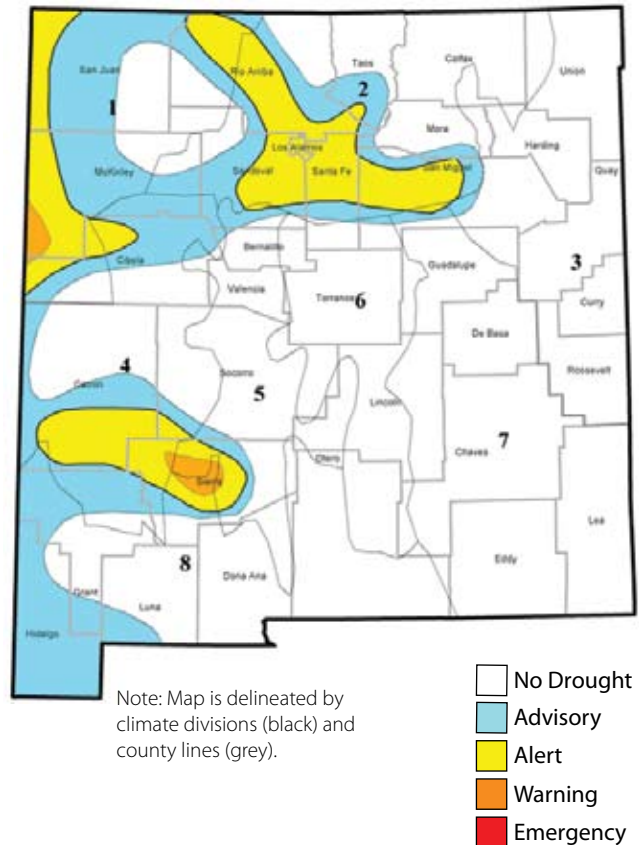 San Juan
Rio Arriba
Taos
Colfax
Union
1
2
Mora
Harding
Los Alamos
McKinley
Sandoval
Santa Fe
San Miguel
Quay
Bernalillo
Cibola
Guadalupe
3
Valencia
Torrance
6
Curry
De Baca
4
Catron
Socorro
5
Roosevelt
Lincoln
7
Chaves
Otero
Sierra
Lea
8
Eddy
Grant
Dona Ana
Luna
Hidalgo
Note: Map is delineated by
climate divisions (black) and
county lines (grey).
No Drought
Advisory
Alert
Warning
Emergency